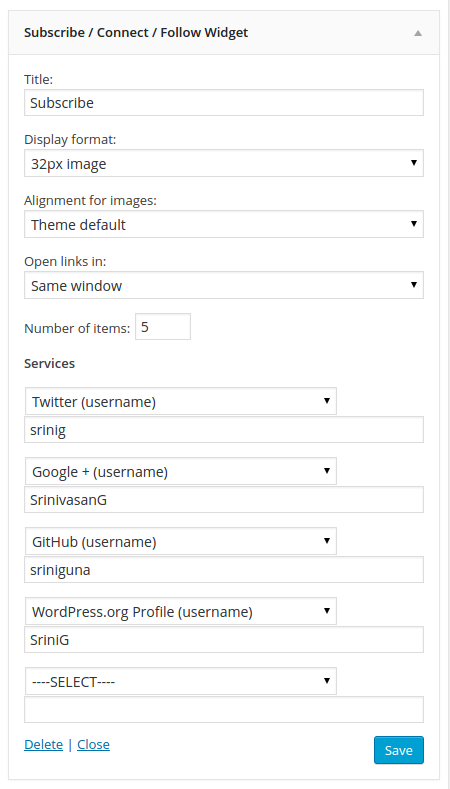 Subscribe / Connect / Follow Widget
Title:
Subscribe
Display format:
32px image
Alignment for images:
Theme default
Open links in:
Same window
Number of items: 5
Services
Twitter (username)
srinig
Google + (username)
SrinivasanG
GitHub (username)
sriniguna
WordPress.org Profile (username)
SriniG
----SELECT----
Delete | Close Save